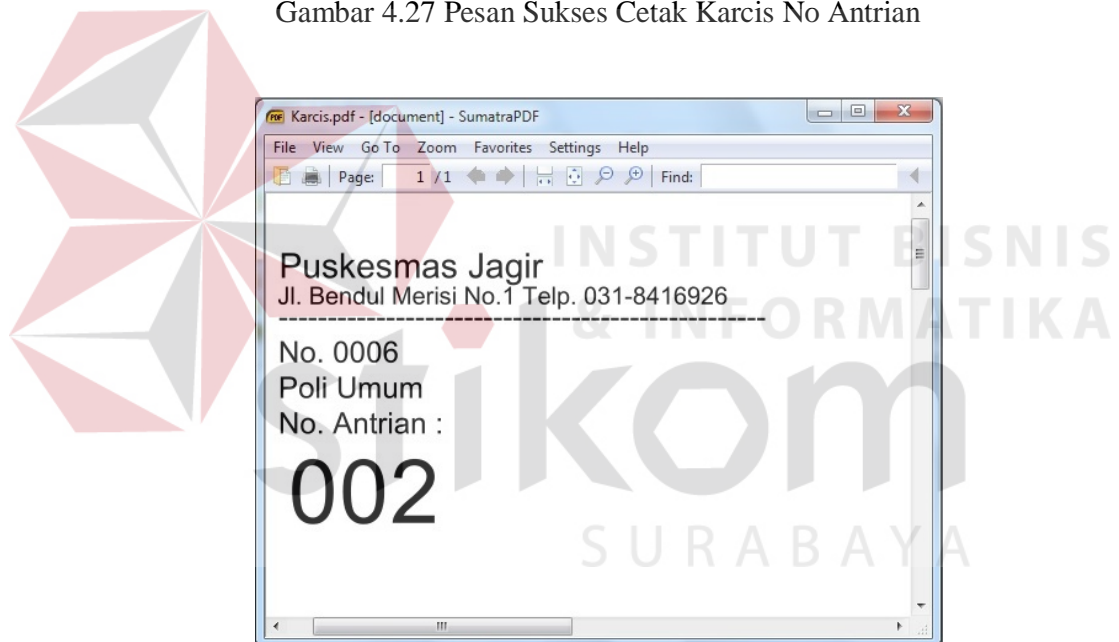 Gambar 4.27 Pesan Sukses Cetak Karcis No Antrian
Karcis.pdf - [document] - SumatraPDF
File View Go To Zoom Favorites Settings Help
Page: 1 / 1 Find:
Puskesmas Jagir
Jl. Bendul Merisi No.1 Telp. 031-8416926
--------------------------------------------------
No. 0006
Poli Umum
No. Antrian :
002
INSTITUT BISNIS
& INFORMATIKA
stikom
SURABAYA